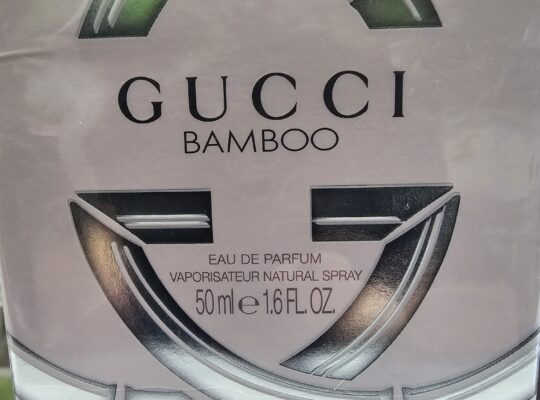 GUCCI
BAMBOO
EAU DE PARFUM
VAPORISATEUR NATURAL SPRAY
50 ml e 1.6 FL. OZ.